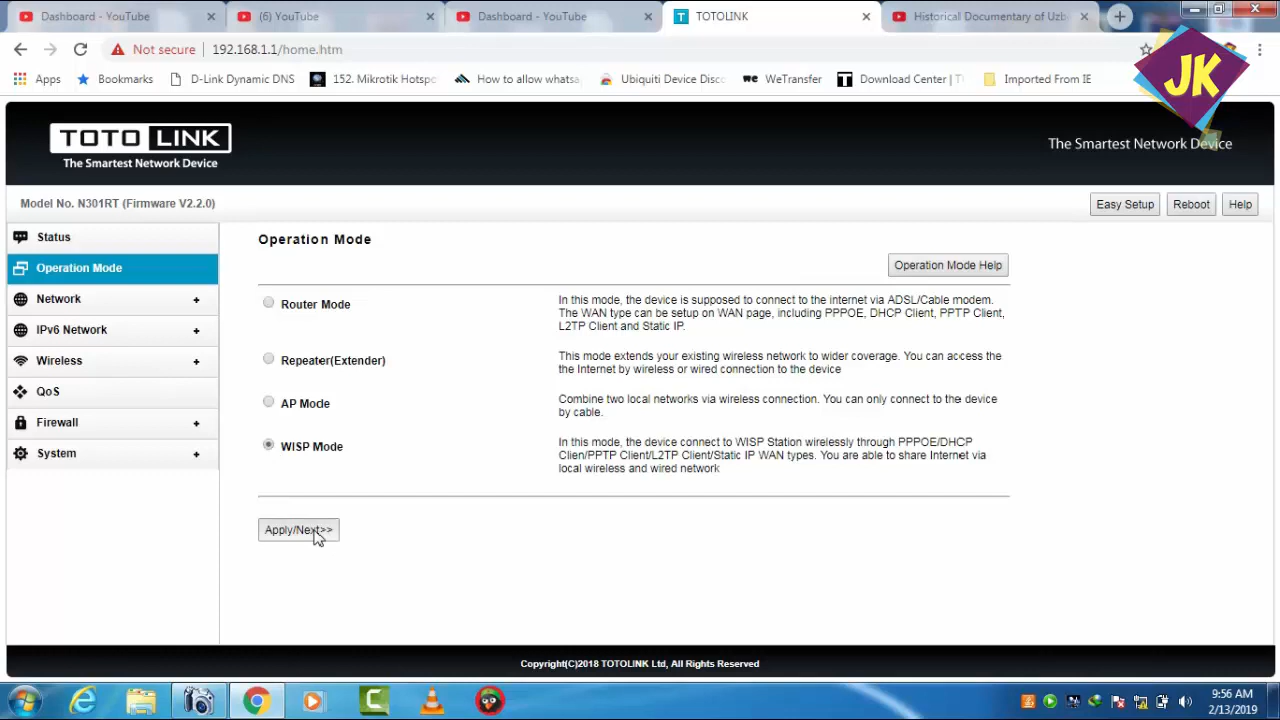 Dashboard - YouTube
(6) YouTube
Dashboard - YouTube
TOTOLINK
Historical Documentary of Uzb
Not secure
192.168.1.1/home.htm
Apps
Bookmarks
D-Link Dynamic DNS
152. Mikrotik Hotspo
How to allow whatsa
Ubiquiti Device Disc
we WeTransfer
Download Center | T
Imported From IE
JK
TOTO LINK
The Smartest Network Device
The Smartest Network Device
Model No. N301RT (Firmware V2.2.0)
Easy Setup
Reboot
Help
Status
Operation Mode
Network +
IPv6 Network +
Wireless +
QoS
Firewall +
System +
Operation Mode
Operation Mode Help
Router Mode
In this mode, the device is supposed to connect to the internet via ADSL/Cable modem.
The WAN type can be setup on WAN page, including PPPOE, DHCP Client, PPTP Client,
L2TP Client and Static IP.
Repeater(Extender)
This mode extends your existing wireless network to wider coverage. You can access the
the Internet by wireless or wired connection to the device
AP Mode
Combine two local networks via wireless connection. You can only connect to the device
by cable.
WISP Mode
In this mode, the device connect to WISP Station wirelessly through PPPOE/DHCP
Clien/PPTP Client/L2TP Client/Static IP WAN types. You are able to share Internet via
local wireless and wired network
Apply/Next>>
Copyright(C)2018 TOTOLINK Ltd, All Rights Reserved
9:56 AM
2/13/2019